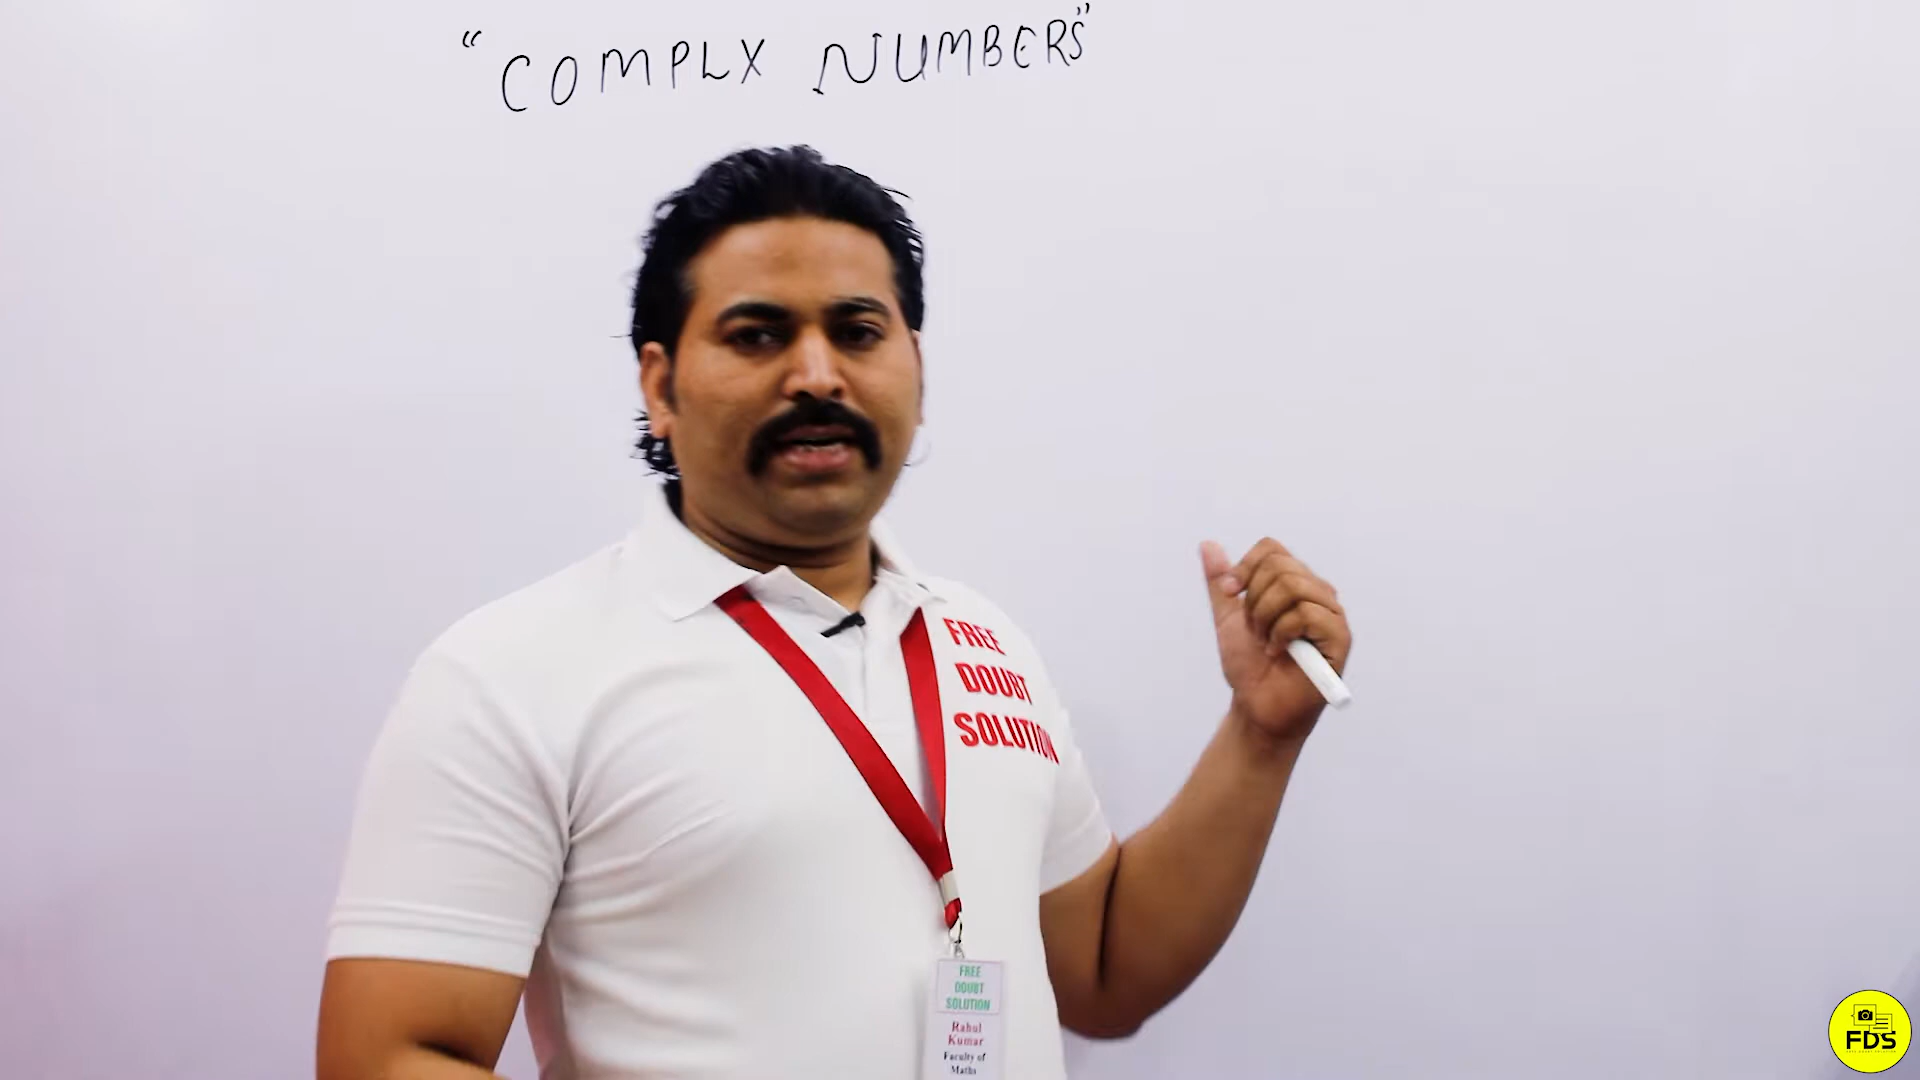 “COMPLX NUMBERS”
FREE
DOUBT
SOLUTION
FREE
DOUBT
SOLUTION
Rahul
Kumar
Faculty of
Maths
FDS